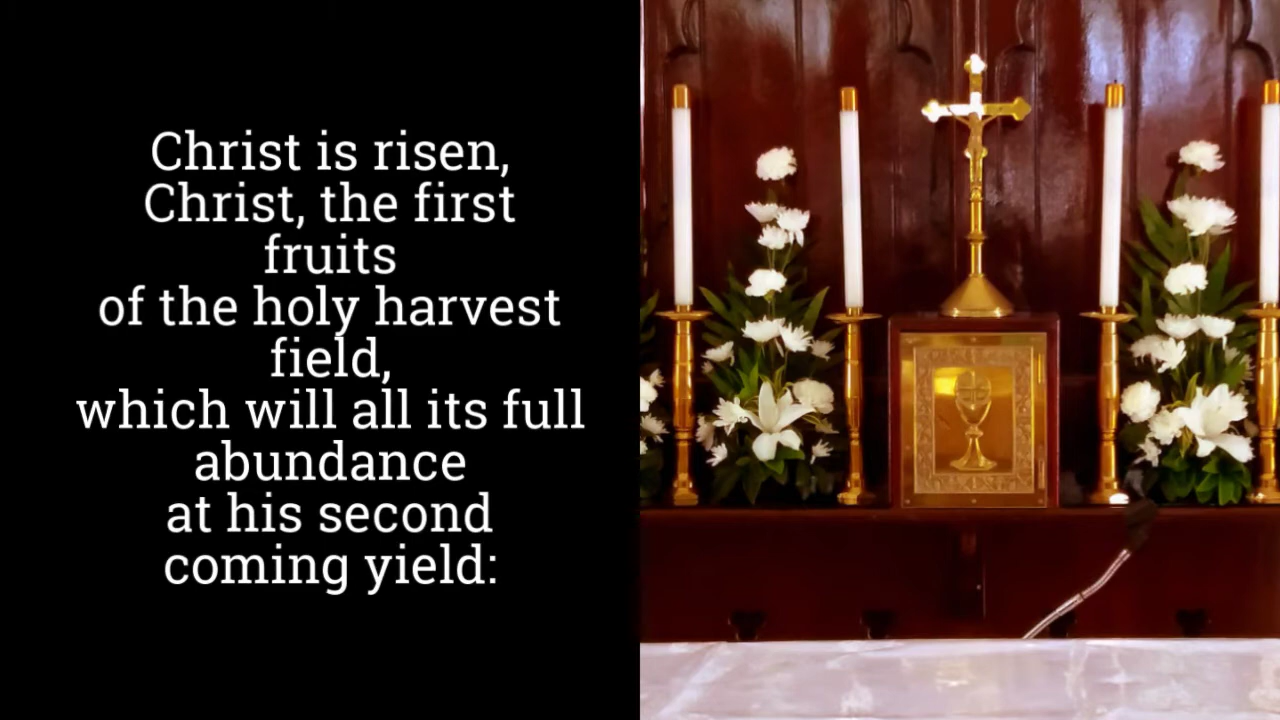 Christ is risen,
Christ, the first
fruits
of the holy harvest
field,
which will all its full
abundance
at his second
coming yield: